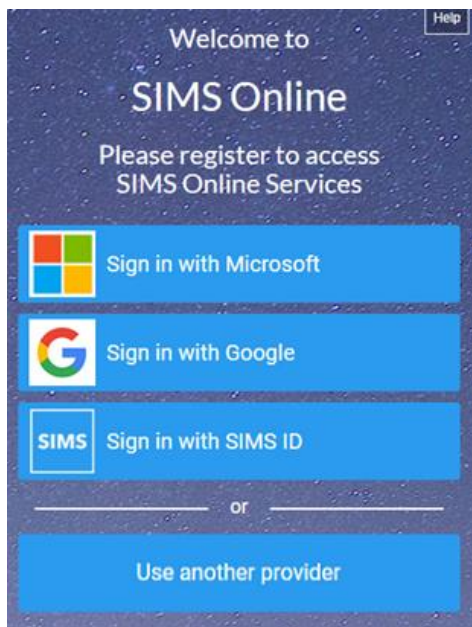 Help
Welcome to
SIMS Online
Please register to access
SIMS Online Services
Sign in with Microsoft
Sign in with Google
SIMS Sign in with SIMS ID
or
Use another provider